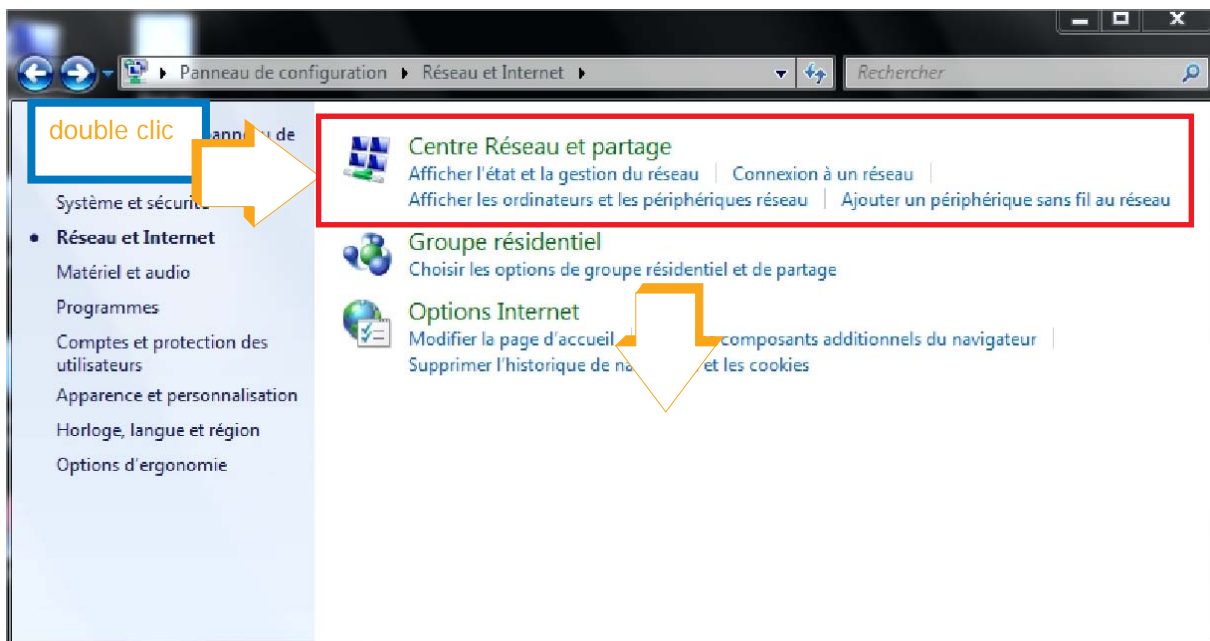 Panneau de configuration Réseau et Internet
Rechercher
double clic
de
Système et
Réseau et Internet
Matériel et audio
Programmes
Comptes et protection des
utilisateurs
Apparence et personnalisation
Horloge, langue et région
Options d'ergonomie
Centre Réseau et partage
Afficher l'état et la gestion du réseau Connexion à un réseau
Afficher les ordinateurs et les périphériques réseau Ajouter un périphérique sans fil au réseau
Groupe résidentiel
Choisir les options de groupe résidentiel et de partage
Options Internet
Modifier la page d'accueil composants additionnels du navigateur
Supprimer l'historique de et les cookies